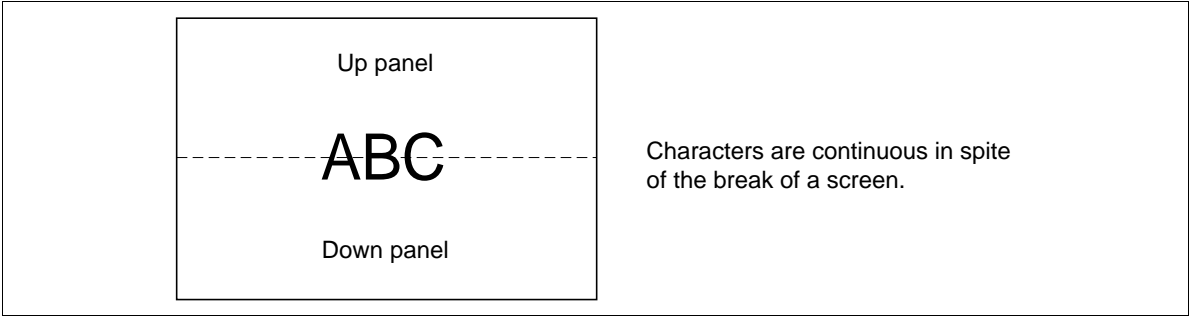 Up panel
ABC
Down panel
Characters are continuous in spite
of the break of a screen.